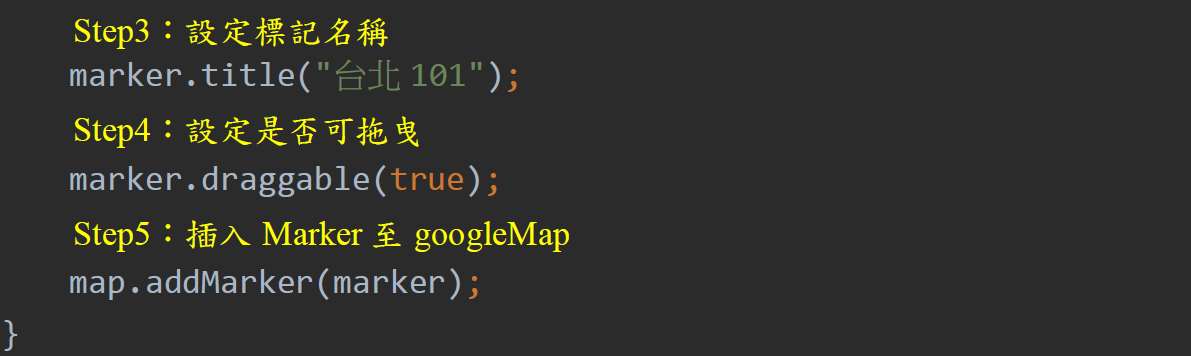 Step3：設定標記名稱
marker.title("台北 101");
Step4：設定是否可拖曳
marker.draggable(true);
Step5：插入 Marker 至 googleMap
map.addMarker(marker);
}